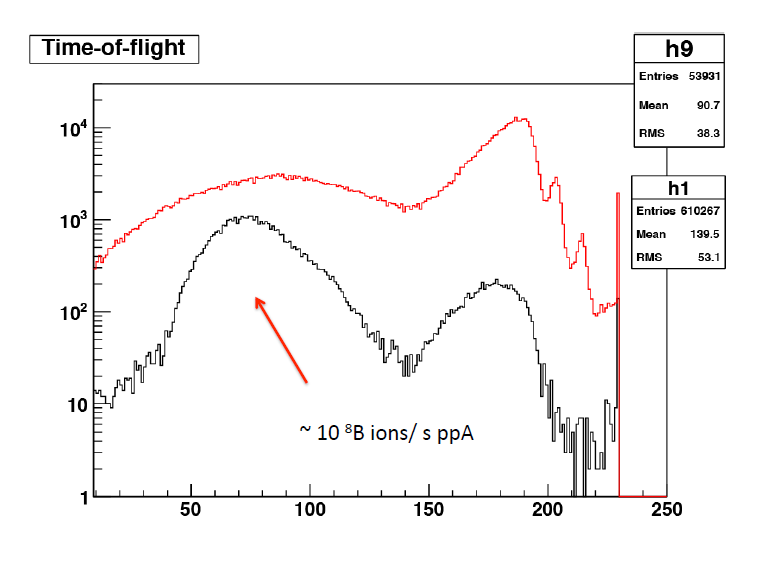 Time-of-flight
h9
Entries 53931
Mean 90.7
RMS 38.3
h1
Entries 610267
Mean 139.5
RMS 53.1
10⁴
10³
10²
10
1
~ 10 ⁸B ions/ s ppA
50 100 150 200 250